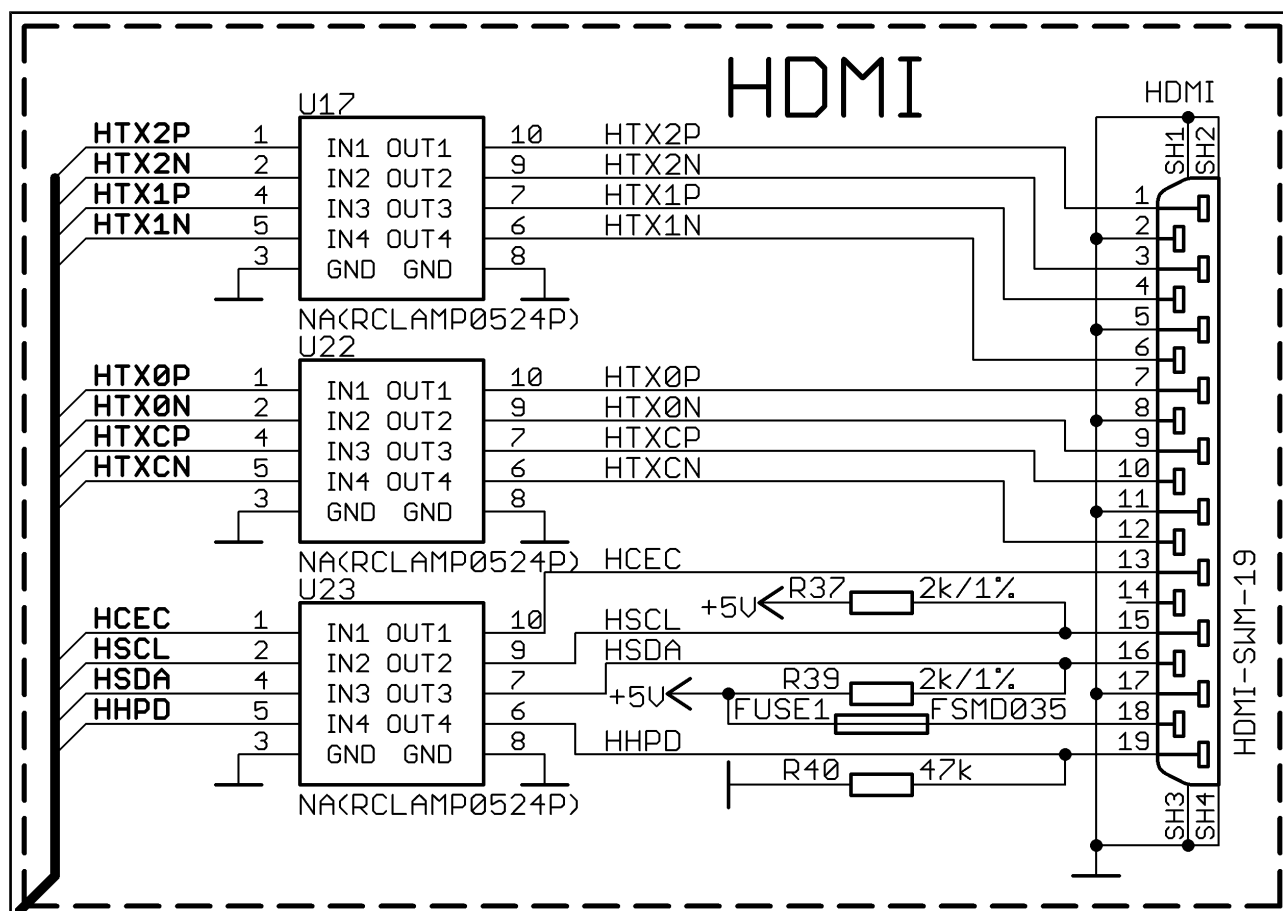 HDMI
HDMI
SH1
SH2
U17
HTX2P 1 IN1 OUT1 10 HTX2P
HTX2N 2 IN2 OUT2 9 HTX2N
HTX1P 4 IN3 OUT3 7 HTX1P
HTX1N 5 IN4 OUT4 6 HTX1N
3 GND GND 8
NA(RCLAMP0524P)
U22
HTX0P 1 IN1 OUT1 10 HTX0P
HTX0N 2 IN2 OUT2 9 HTX0N
HTXCP 4 IN3 OUT3 7 HTXCP
HTXCN 5 IN4 OUT4 6 HTXCN
3 GND GND 8
NA(RCLAMP0524P)
U23
HCEC 1 IN1 OUT1 10 HCEC
HSCL 2 IN2 OUT2 9 HSCL
HSDA 4 IN3 OUT3 7 HSDA
HHPD 5 IN4 OUT4 6 HHPD
3 GND GND 8
NA(RCLAMP0524P)
+5V R37 2k/1%
+5V R39 2k/1%
FUSE1 FSMD035
R40 47k
1
2
3
4
5
6
7
8
9
10
11
12
13
14
15
16
17
18
19
HDMI-SWM-19
SH3
SH4